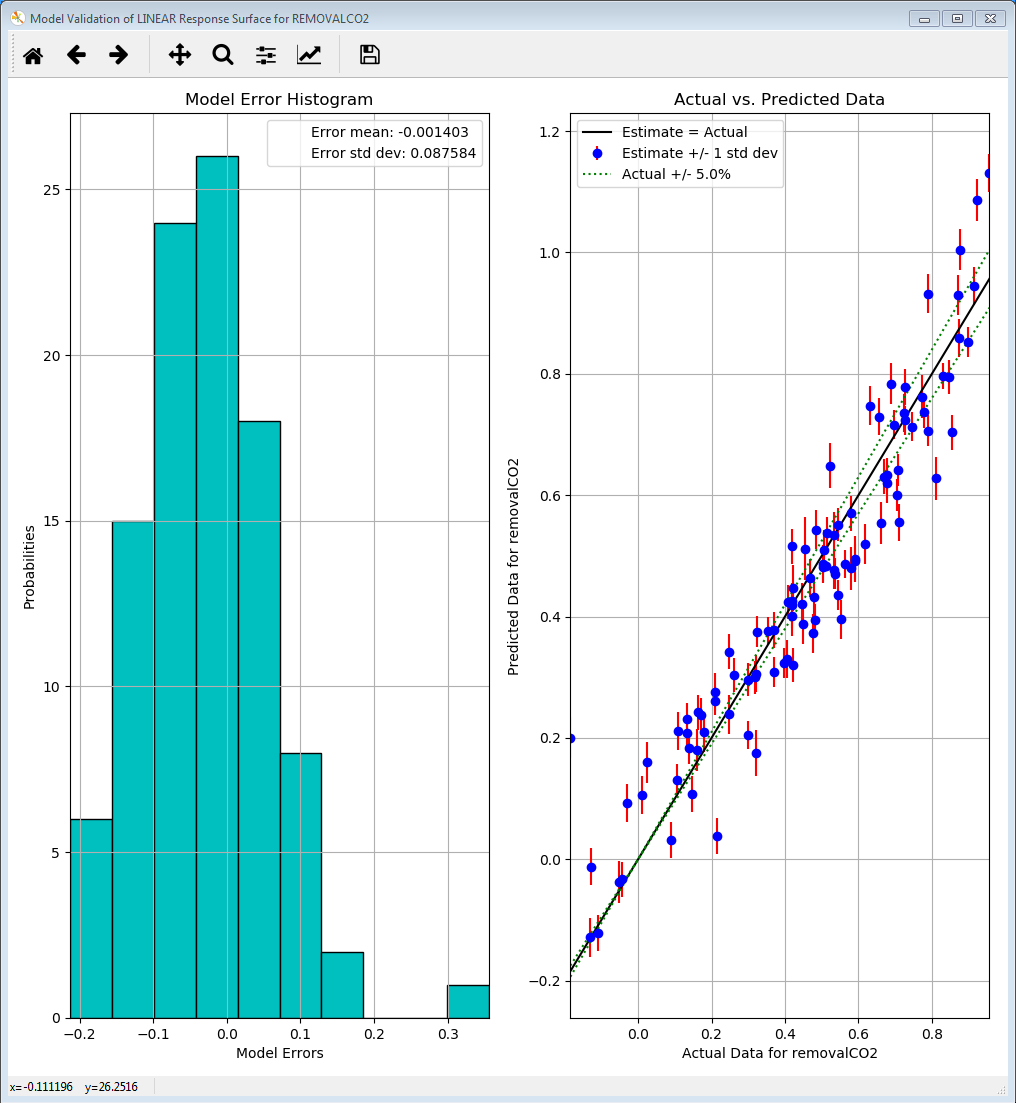 Model Validation of LINEAR Response Surface for REMOVALCO2
Model Error Histogram
Error mean: -0.001403
Error std dev: 0.087584
25
20
15
10
5
0
Probabilities
−0.2 −0.1 0.0 0.1 0.2 0.3
Model Errors
Actual vs. Predicted Data
Estimate = Actual
Estimate +/- 1 std dev
Actual +/- 5.0%
1.2
1.0
0.8
0.6
0.4
0.2
0.0
−0.2
Predicted Data for removalCO2
0.0 0.2 0.4 0.6 0.8
Actual Data for removalCO2
x=-0.111196 y=26.2516